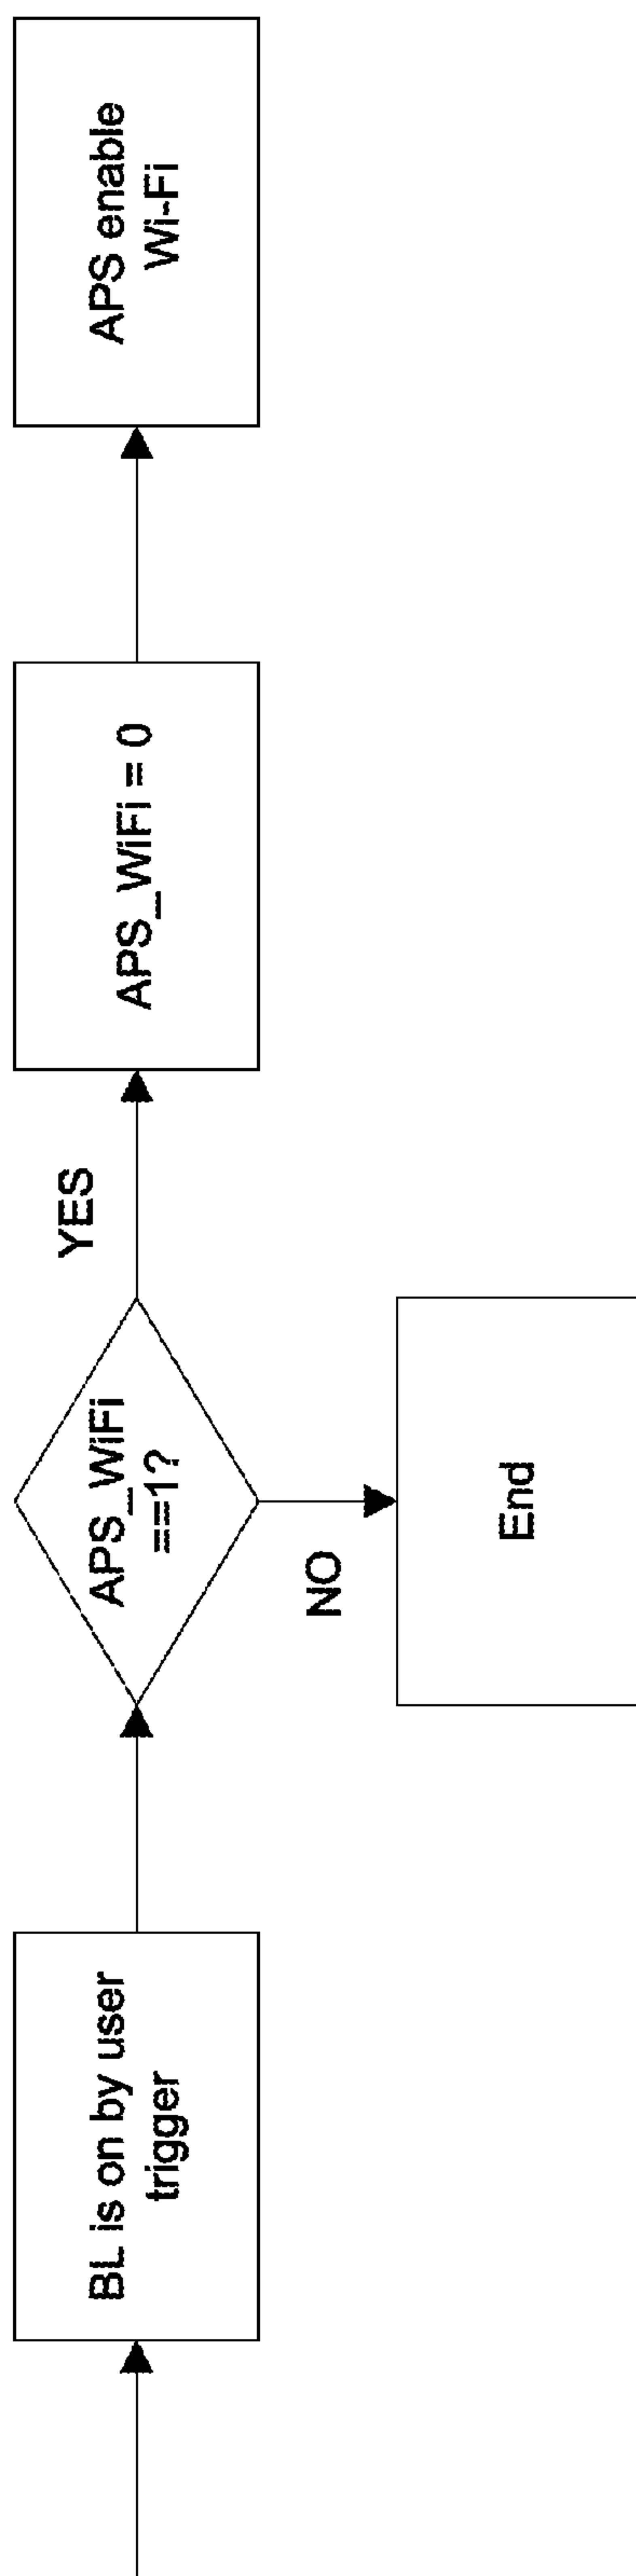 BL is on by user
trigger
APS_WiFi
==1?
YES
NO
End
APS_WiFi = 0
APS enable
Wi-Fi